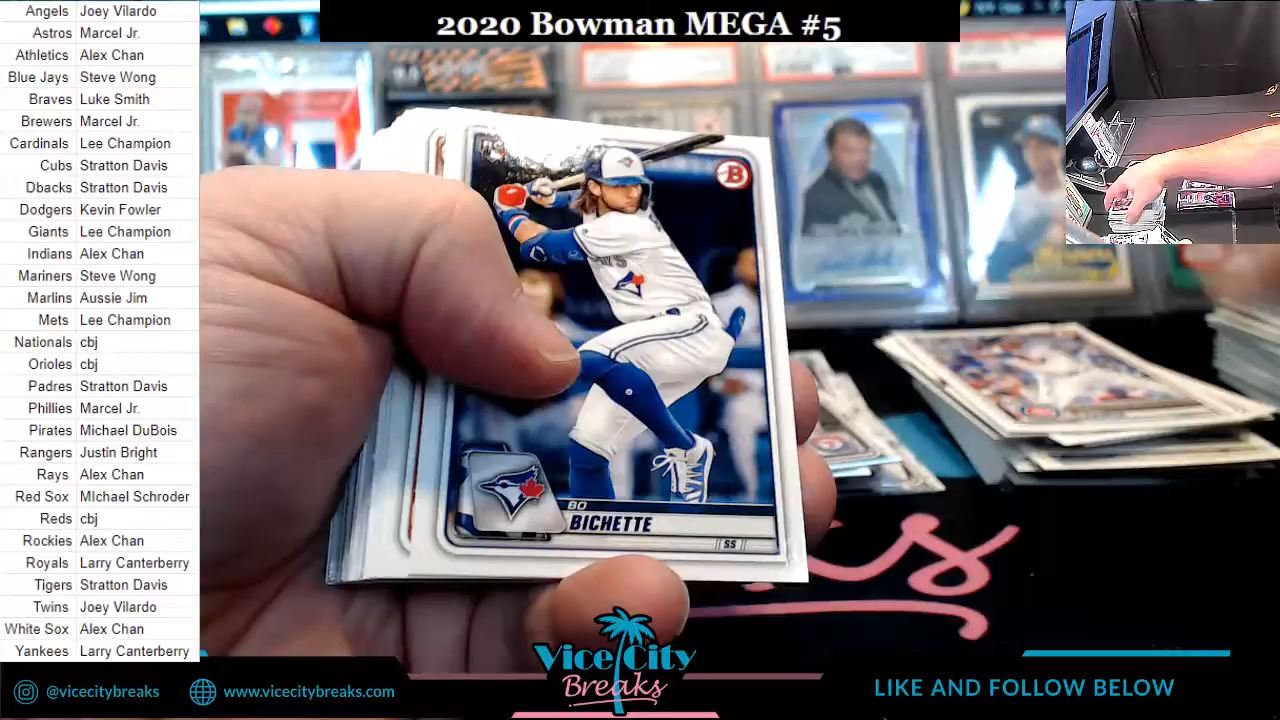 2020 Bowman MEGA #5
Angels Joey Vilardo
Astros Marcel Jr.
Athletics Alex Chan
Blue Jays Steve Wong
Braves Luke Smith
Brewers Marcel Jr.
Cardinals Lee Champion
Cubs Stratton Davis
Dbacks Stratton Davis
Dodgers Kevin Fowler
Giants Lee Champion
Indians Alex Chan
Mariners Steve Wong
Marlins Aussie Jim
Mets Lee Champion
Nationals cbj
Orioles cbj
Padres Stratton Davis
Phillies Marcel Jr.
Pirates Michael DuBois
Rangers Justin Bright
Rays Alex Chan
Red Sox MIchael Schroder
Reds cbj
Rockies Alex Chan
Royals Larry Canterberry
Tigers Stratton Davis
Twins Joey Vilardo
White Sox Alex Chan
Yankees Larry Canterberry
B
BO
BICHETTE
SS
@vicecitybreaks
www.vicecitybreaks.com
Vice City
Breaks
LIKE AND FOLLOW BELOW